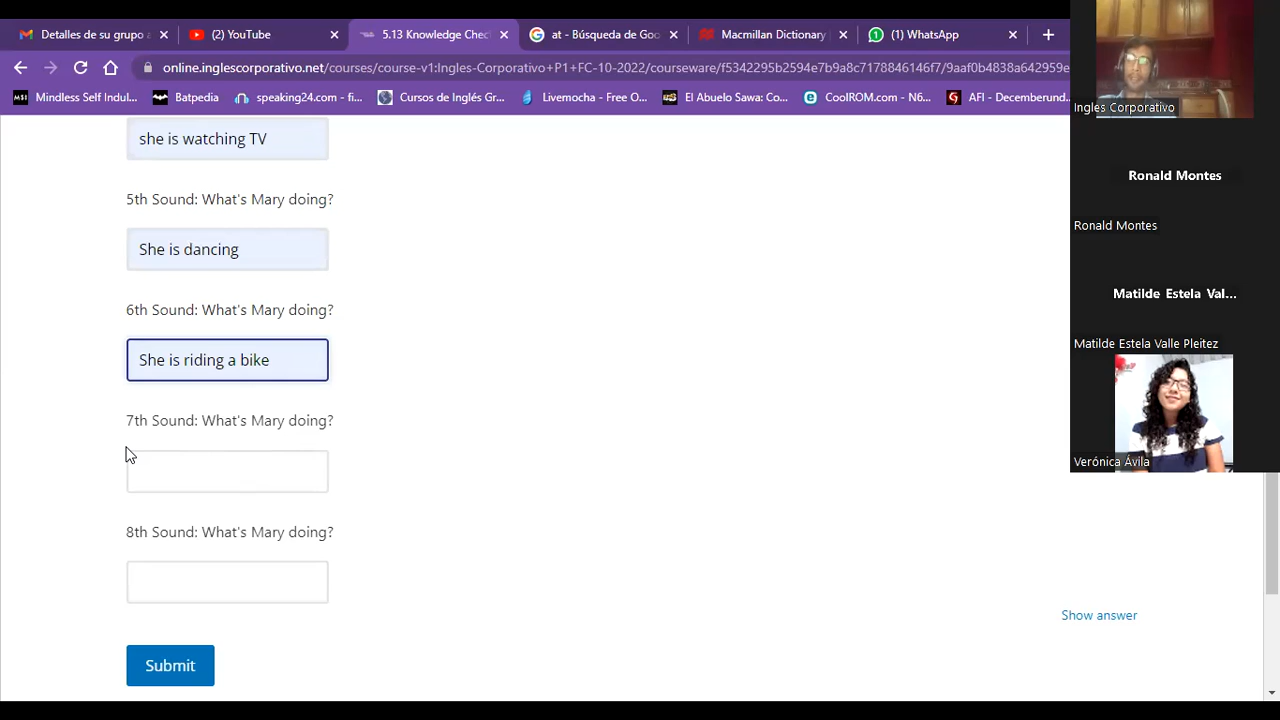 Detalles de su grupo a
(2) YouTube
5.13 Knowledge Chec
at - Búsqueda de Goo
Macmillan Dictionary
(1) WhatsApp
online.inglescorporativo.net/courses/course-v1:Ingles-Corporativo+P1+FC-10-2022/courseware/f5342295b2594e7b9a8c7178846146f7/9aaf0b4838a642959e
Mindless Self Indul...
Batpedia
speaking24.com - fi...
Cursos de Inglés Gr...
Livemocha - Free O...
El Abuelo Sawa: Co...
CoolROM.com - N6...
AFI - Decemberund
she is watching TV
5th Sound: What's Mary doing?
She is dancing
6th Sound: What's Mary doing?
She is riding a bike
7th Sound: What's Mary doing?
8th Sound: What's Mary doing?
Show answer
Submit
Ingles Corporativo
Ronald Montes
Ronald Montes
Matilde Estela Val...
Matilde Estela Valle Pleitez
Verónica Ávila